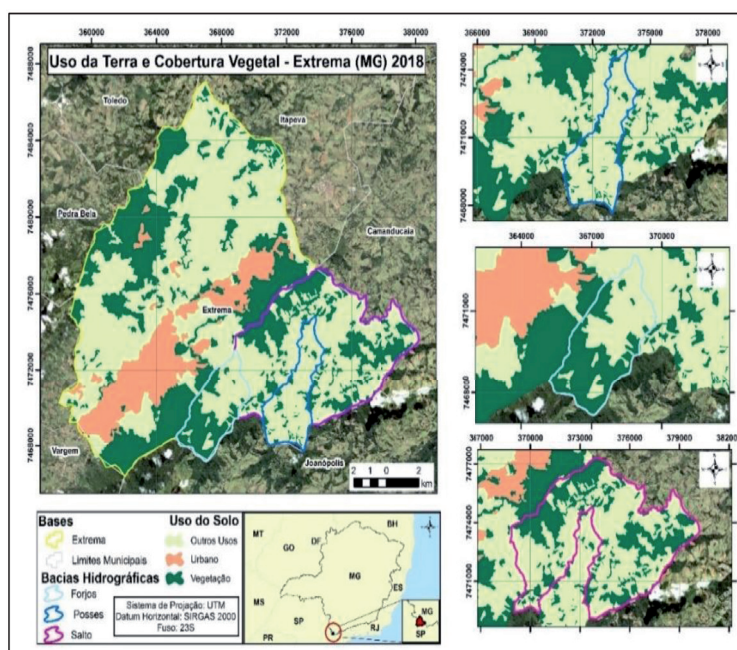 360000 364000 368000 372000 376000 380000
Uso da Terra e Cobertura Vegetal - Extrema (MG) 2018
7488000
7484000
7480000
7476000
7472000
7468000
Toledo
Itapeva
Pedra Bela
Camanducaia
Extrema
Vargem
Joanópolis
2 1 0 2
km
366000 369000 372000 375000 378000
7474000
7471000
7468000
364000 367000 370000
7471000
7468000
367000 370000 373000 376000 379000 382000
7477000
7474000
7471000
Bases
Extrema
Limites Municipais
Bacias Hidrográficas
Forjos
Posses
Salto
Uso do Solo
Outros Usos
Urbano
Vegetação
Sistema de Projeção: UTM
Datum Horizontal: SIRGAS 2000
Fuso: 23S
MT
GO
DF
BH
MG
ES
MS
SP
RJ
PR
MG
SP